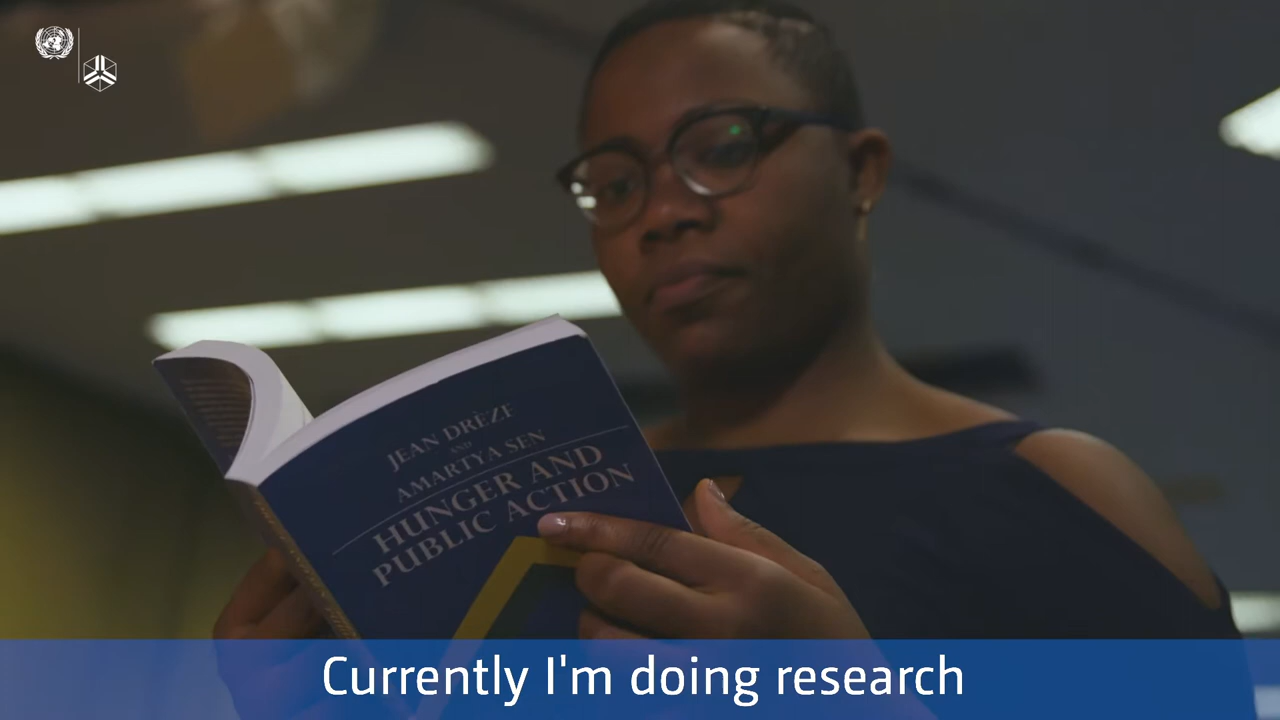 JEAN DRÈZE
AND
AMARTYA SEN
HUNGER AND
PUBLIC ACTION
Currently I'm doing research